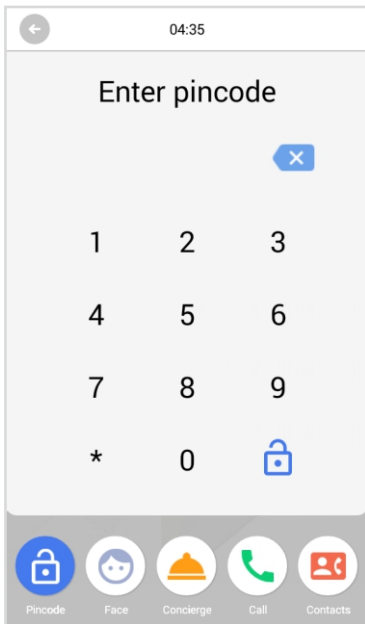 04:35
Enter pincode
1 2 3
4 5 6
7 8 9
* 0
Pincode Face Concierge Call Contacts